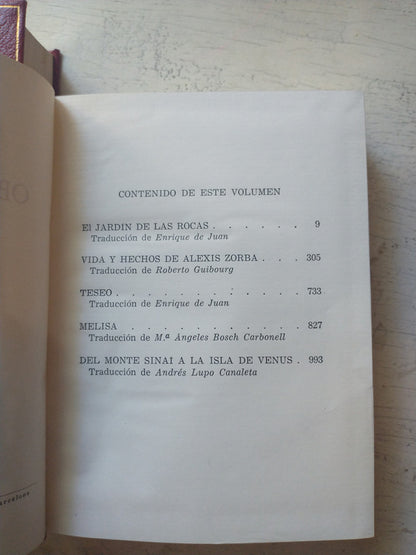 OB
CONTENIDO DE ESTE VOLUMEN
El JARDIN DE LAS ROCAS . . . . . . 9
Traducción de Enrique de Juan
VIDA Y HECHOS DE ALEXIS ZORBA . . . 305
Traducción de Roberto Guibourg
TESEO . . . . . . . . . . . 733
Traducción de Enrique de Juan
MELISA . . . . . . . . . . 827
Traducción de M.ª Angeles Bosch Carbonell
DEL MONTE SINAI A LA ISLA DE VENUS . 993
Traducción de Andrés Lupo Canaleta